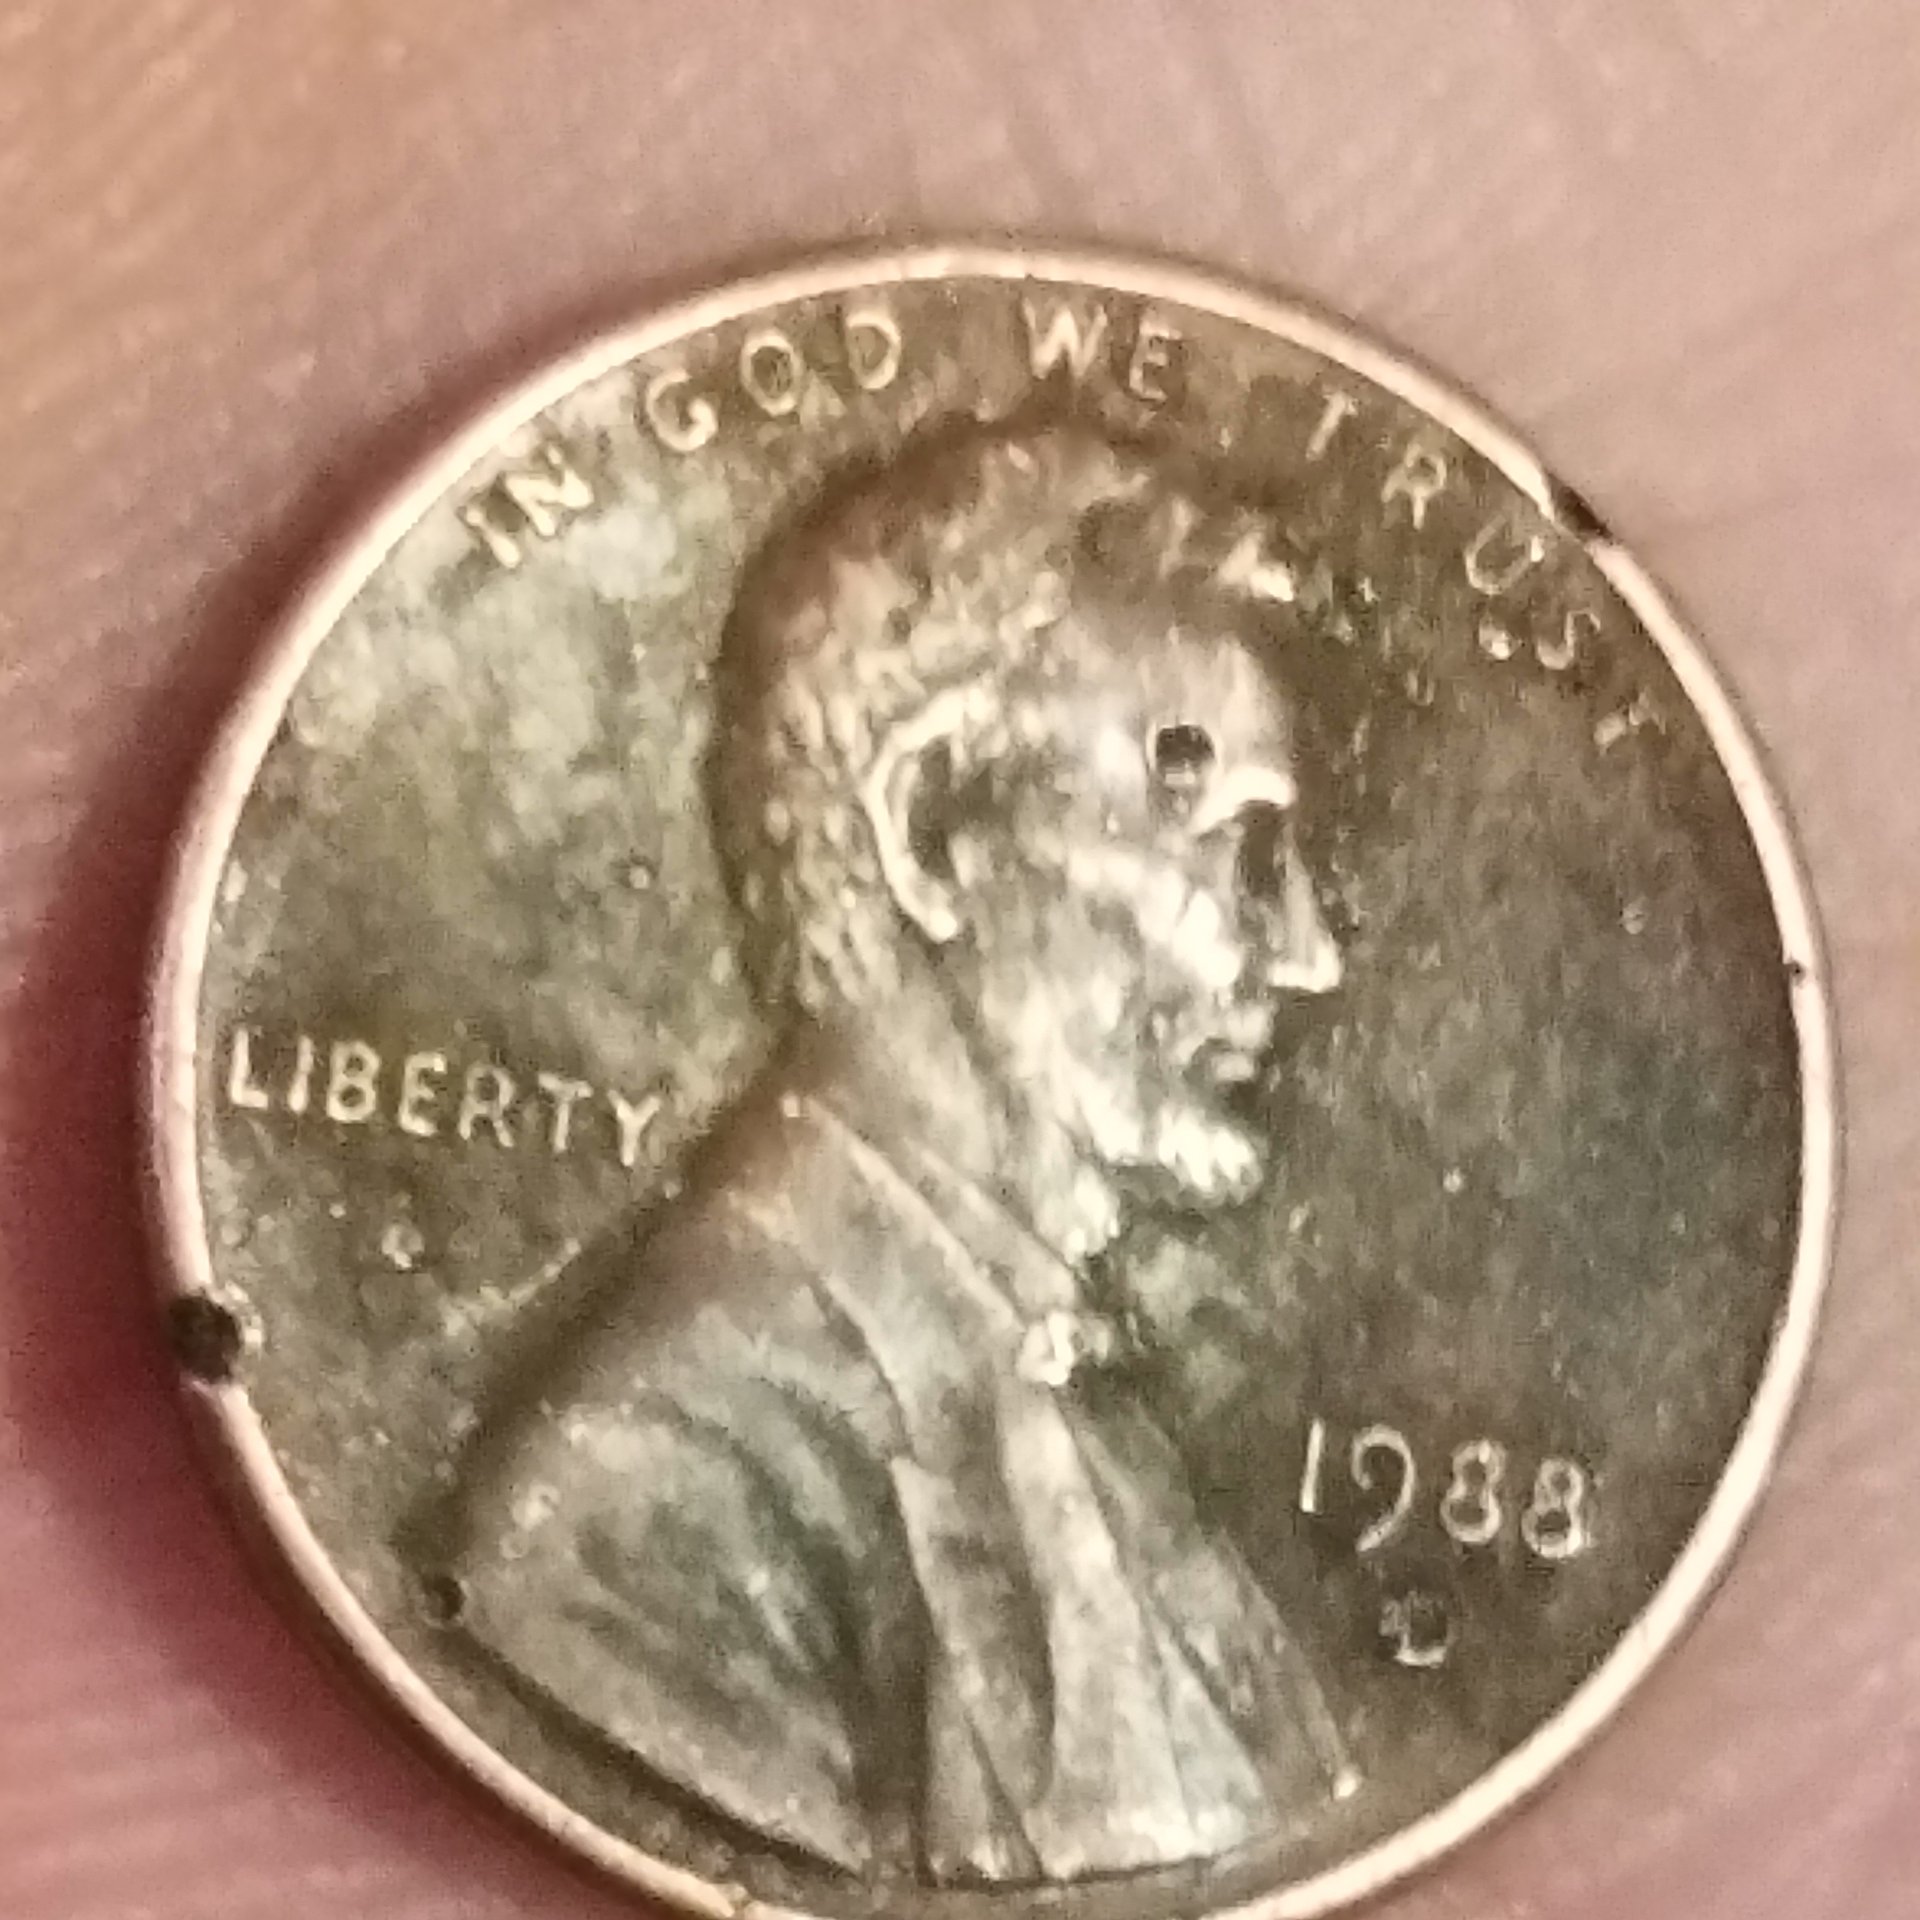 IN GOD WE TRUST
LIBERTY
1988
D